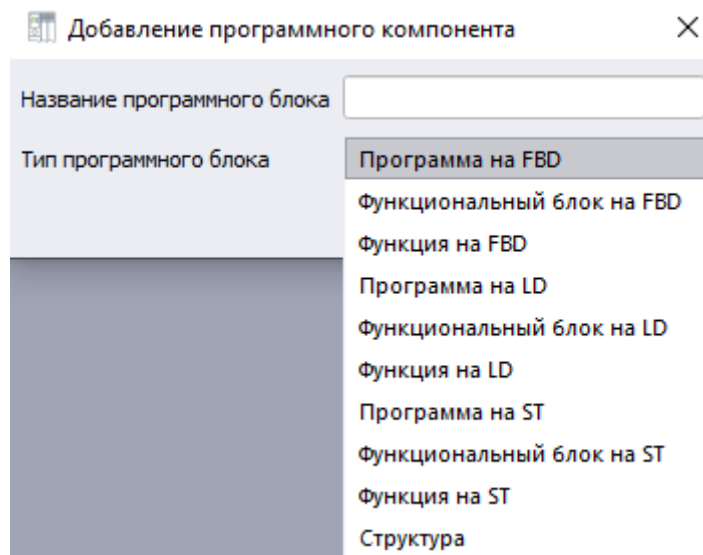 Добавление программного компонента
Название программного блока
Тип программного блока
Программа на FBD
Функциональный блок на FBD
Функция на FBD
Программа на LD
Функциональный блок на LD
Функция на LD
Программа на ST
Функциональный блок на ST
Функция на ST
Структура